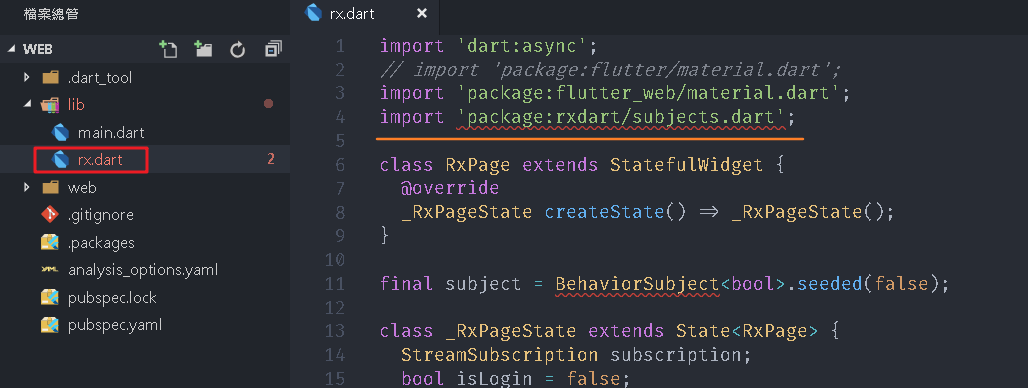 檔案總管
WEB
.dart_tool
lib
main.dart
rx.dart 2
web
.gitignore
.packages
analysis_options.yaml
pubspec.lock
pubspec.yaml
rx.dart ×
1 import 'dart:async';
2 // import 'package:flutter/material.dart';
3 import 'package:flutter_web/material.dart';
4 import 'package:rxdart/subjects.dart';
5
6 class RxPage extends StatefulWidget {
7 @override
8 _RxPageState createState() => _RxPageState();
9 }
10
11 final subject = BehaviorSubject<bool>.seeded(false);
12
13 class _RxPageState extends State<RxPage> {
14 StreamSubscription subscription;
15 bool isLogin = false;